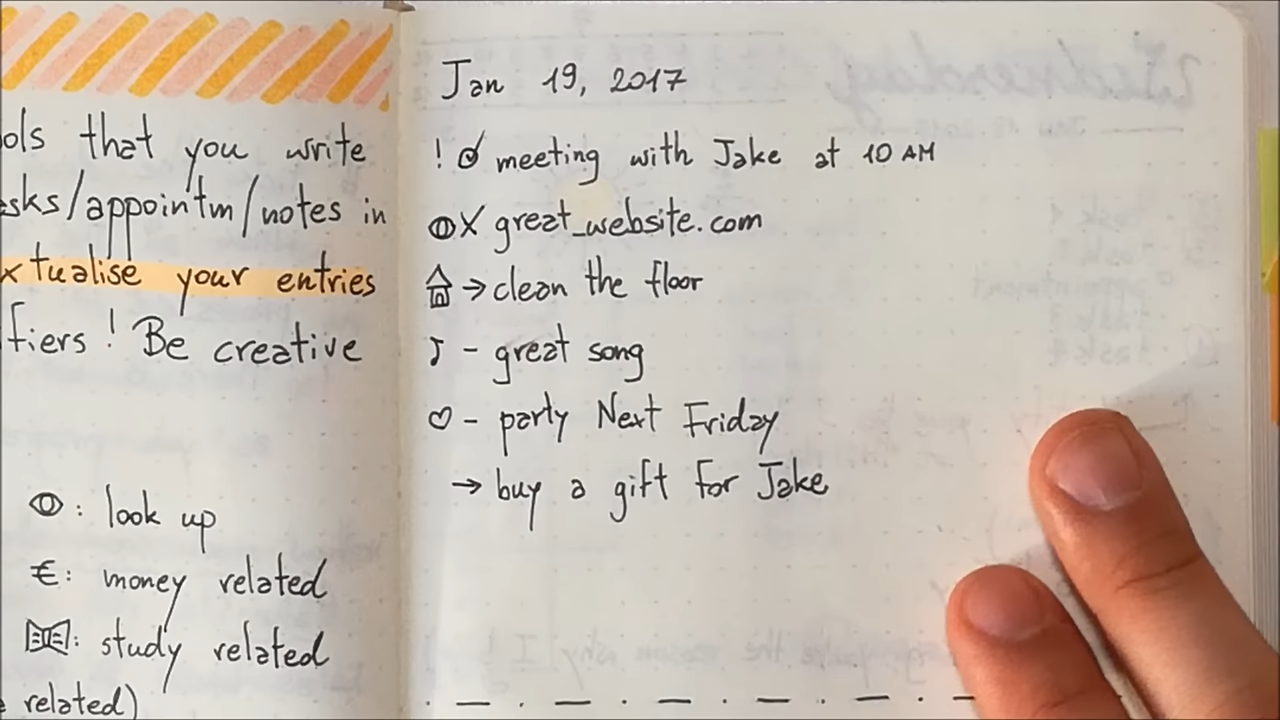 ols that you write
sks/appointm/notes in
xtualise your entries
fiers! Be creative
: look up
€: money related
: study related
related)
Jan 19, 2017
! meeting with Jake at 10 AM
X great_website.com
→ clean the floor
♪ - great song
♡ - party Next Friday
→ buy a gift for Jake